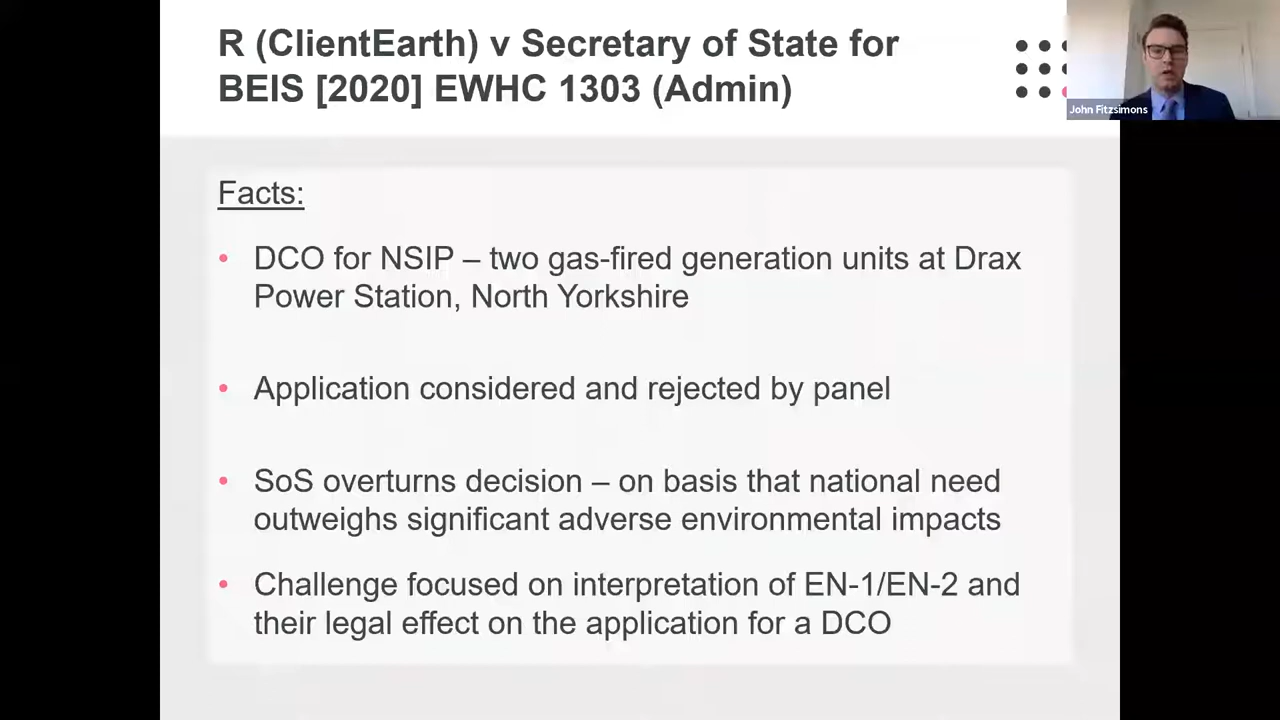 R (ClientEarth) v Secretary of State for
BEIS [2020] EWHC 1303 (Admin)
John Fitzsimons
Facts:
• DCO for NSIP – two gas-fired generation units at Drax
Power Station, North Yorkshire
• Application considered and rejected by panel
• SoS overturns decision – on basis that national need
outweighs significant adverse environmental impacts
• Challenge focused on interpretation of EN-1/EN-2 and
their legal effect on the application for a DCO